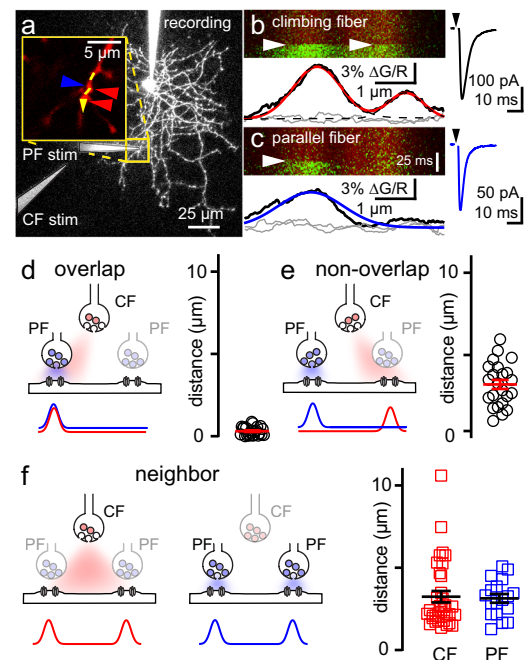 a
recording
5 µm
PF stim
CF stim
25 µm
b
climbing fiber
3% ΔG/R
1 µm
100 pA
10 ms
c
parallel fiber
25 ms
3% ΔG/R
1 µm
50 pA
10 ms
d
overlap
CF
PF
PF
distance (µm)
10
0
e
non-overlap
CF
PF
PF
distance (µm)
10
0
f
neighbor
CF
PF
PF
CF
PF
PF
distance (µm)
10
0
CF
PF